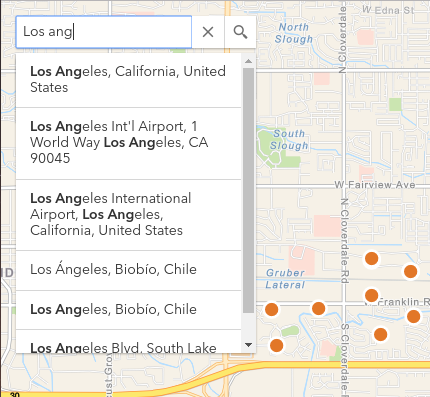 W Edna St
Los ang
North
Slough
N Cloverdale
Los Angeles, California, United
States
Los Angeles Int'l Airport, 1
World Way Los Angeles, CA
90045
South
Slough
W Fairview Ave
Los Angeles International
Airport, Los Angeles,
California, United States
N Cloverdale Rd
Los Ángeles, Biobío, Chile
Gruber
Lateral
Franklin R
Los Angeles, Biobío, Chile
S Cloverdale
Los Angeles Blvd, South Lake
30